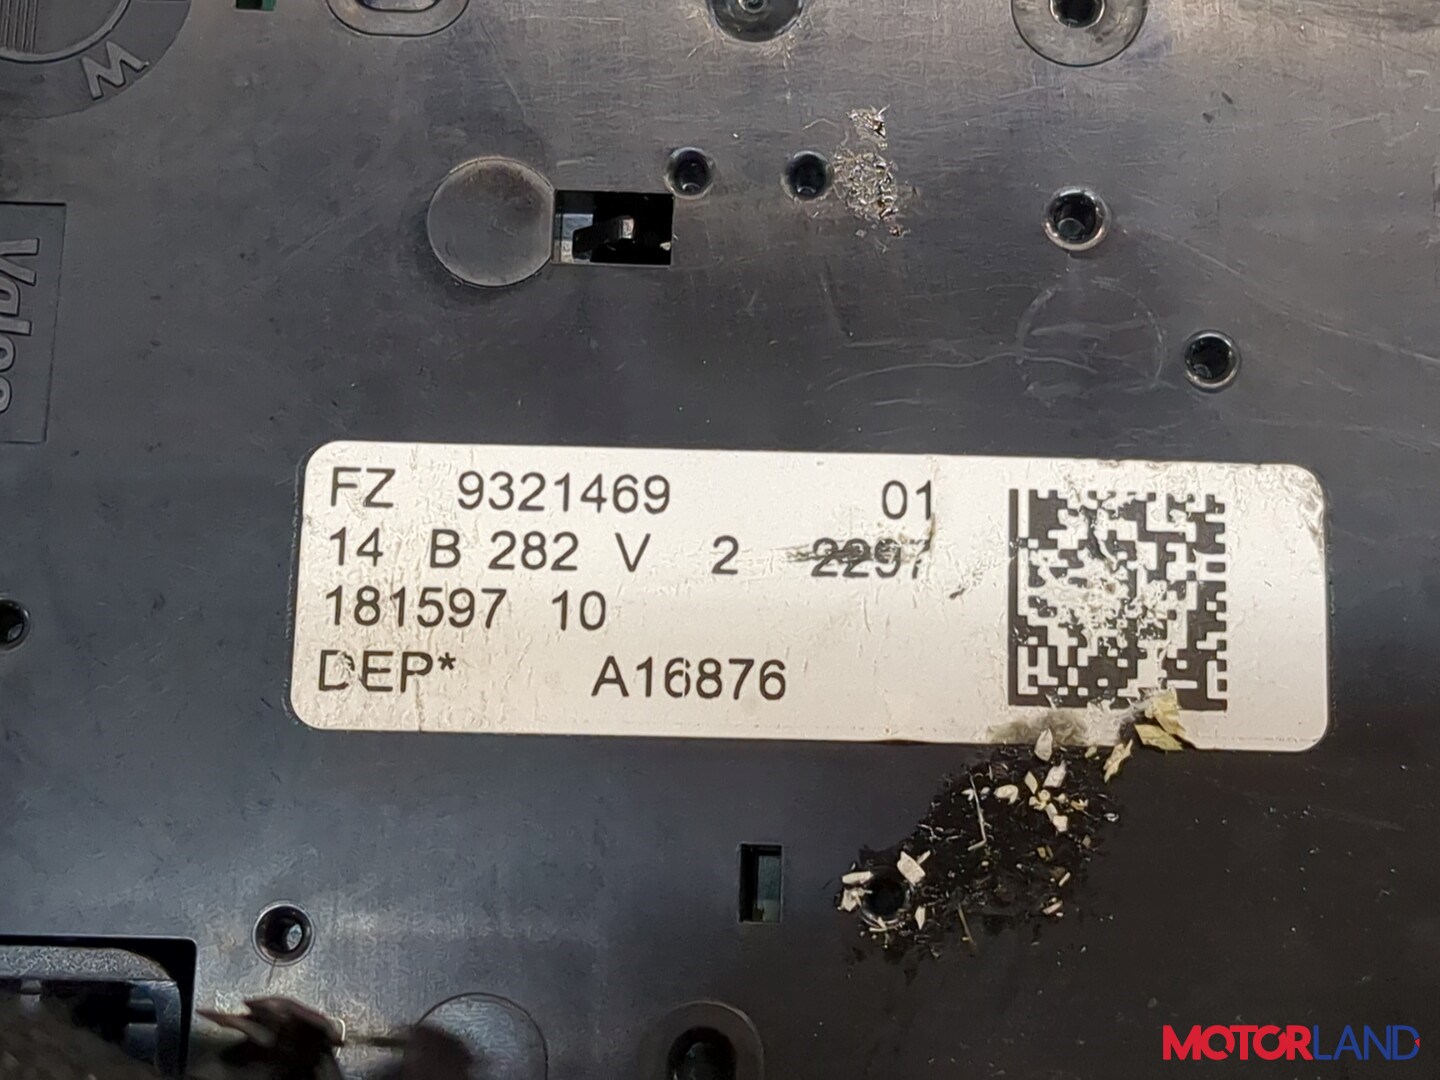 W
Valeo
FZ 9321469 01
14 B 282 V 2 2297
181597 10
DEP* A16876
MOTORLAND